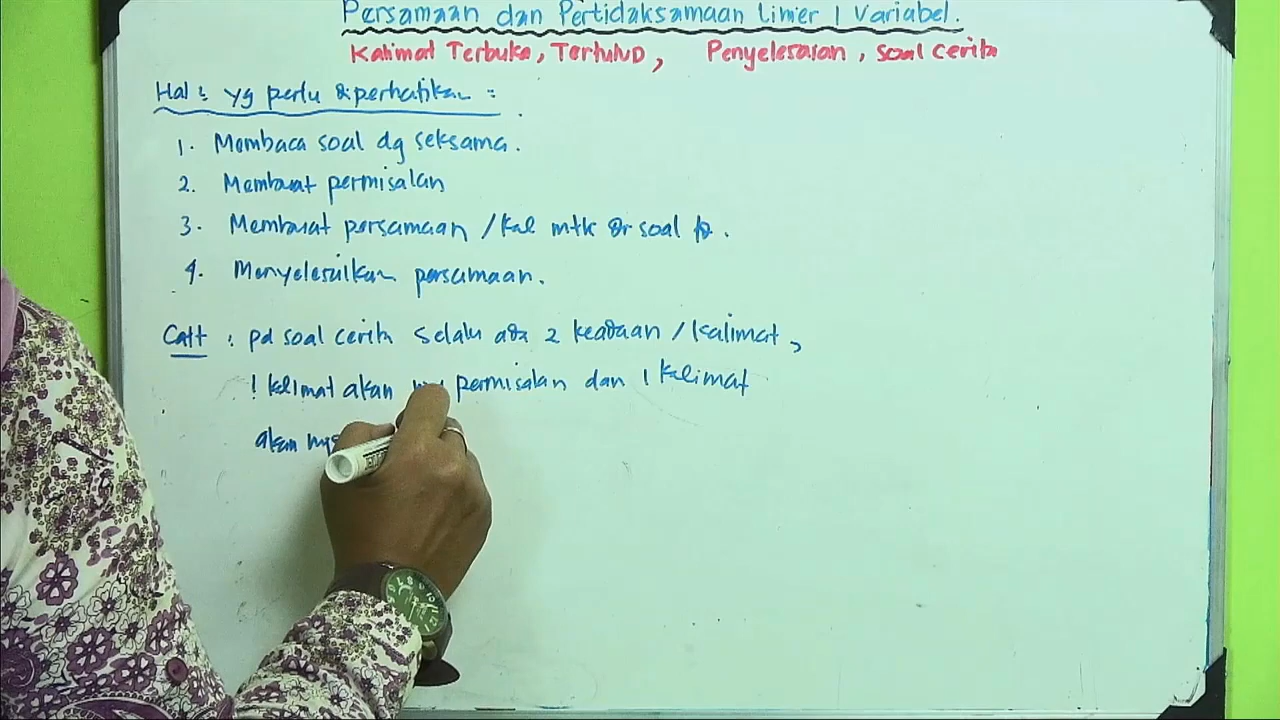 Persamaan dan Pertidaksamaan Linier 1 Variabel.
Kalimat Terbuka, Tertutup, Penyelesaian, Soal cerita
Hal² yg perlu diperhatikan :
1. Membaca soal dg seksama.
2. Membuat permisalan
3. Membuat persamaan /kal mtk dr soal tsb.
4. Menyelesaikan persamaan.
Catt : pd soal cerita selalu ada 2 keadaan /kalimat,
1 kalimat akan permisalan dan 1 kalimat
akan